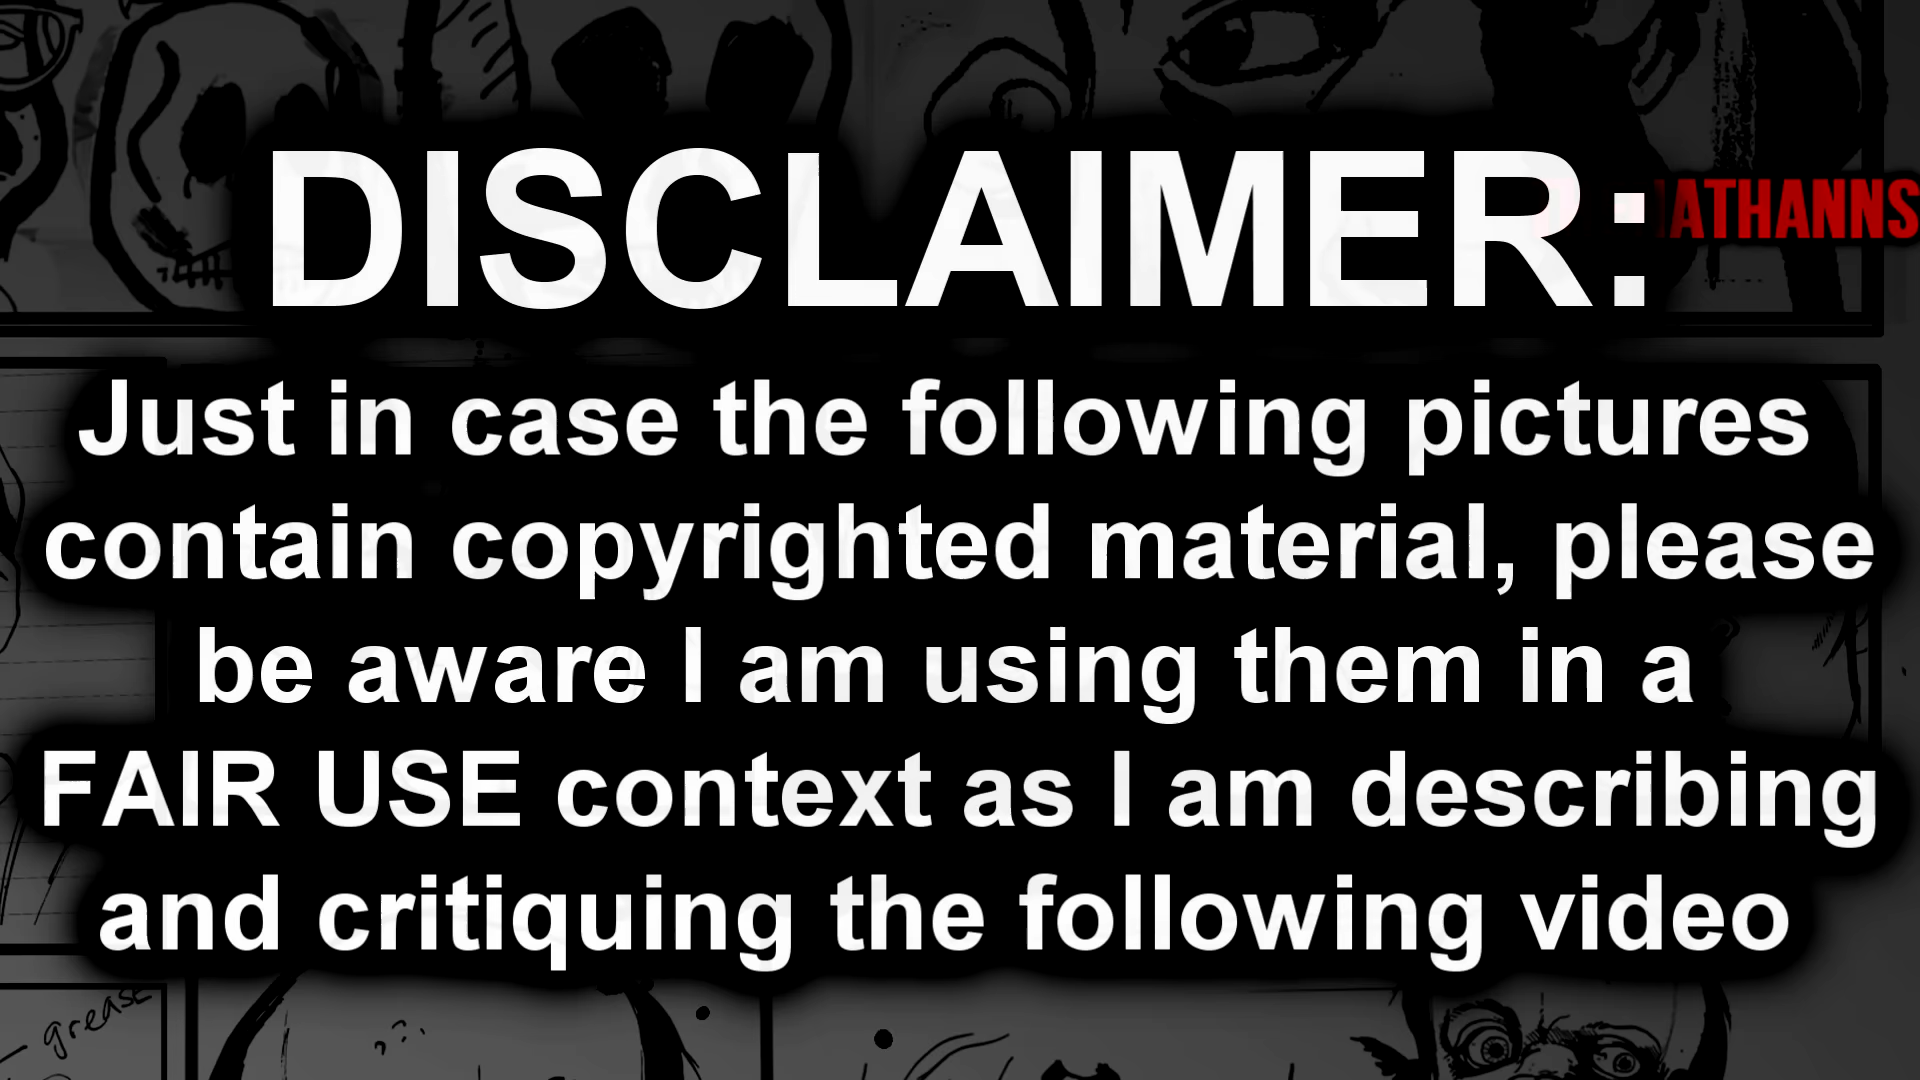 DISCLAIMER:
ATHANNS
Just in case the following pictures
contain copyrighted material, please
be aware I am using them in a
FAIR USE context as I am describing
and critiquing the following video
grease